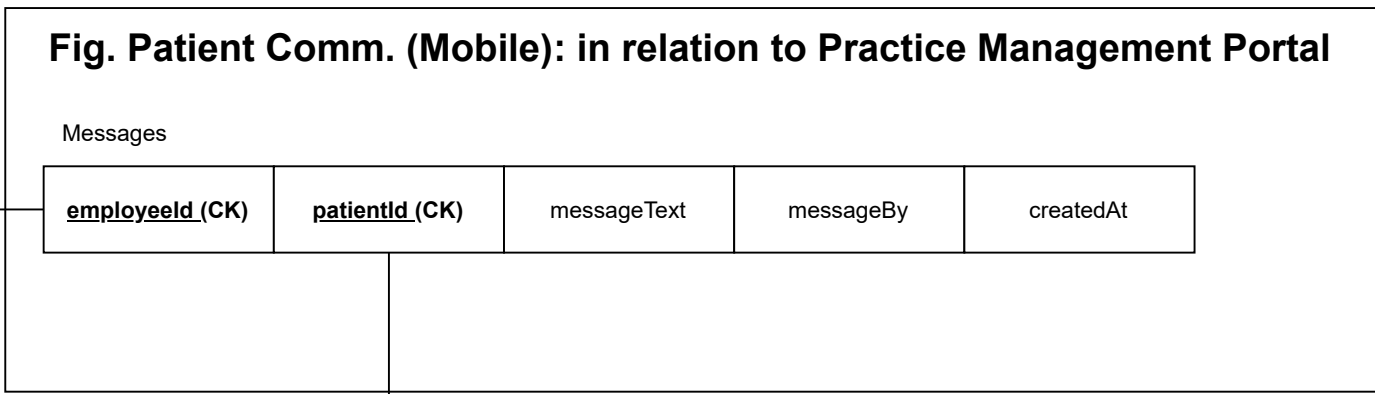 Fig. Patient Comm. (Mobile): in relation to Practice Management Portal
Messages
employeeId (CK) patientId (CK) messageText messageBy createdAt